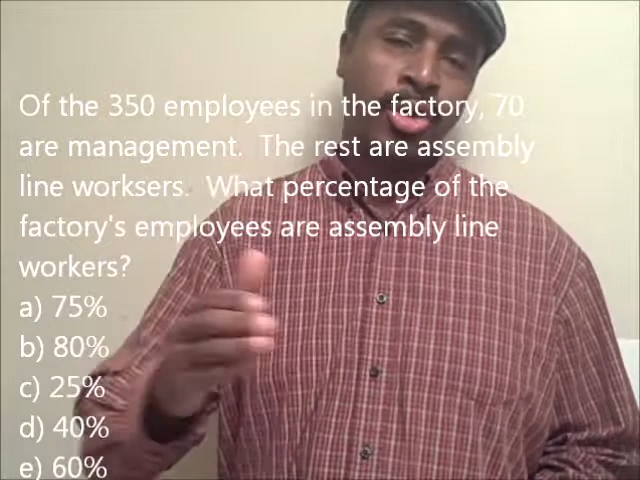 Of the 350 employees in the factory, 70
are management.  The rest are assembly
line worksers.  What percentage of the
factory's employees are assembly line
workers?
a) 75%
b) 80%
c) 25%
d) 40%
e) 60%